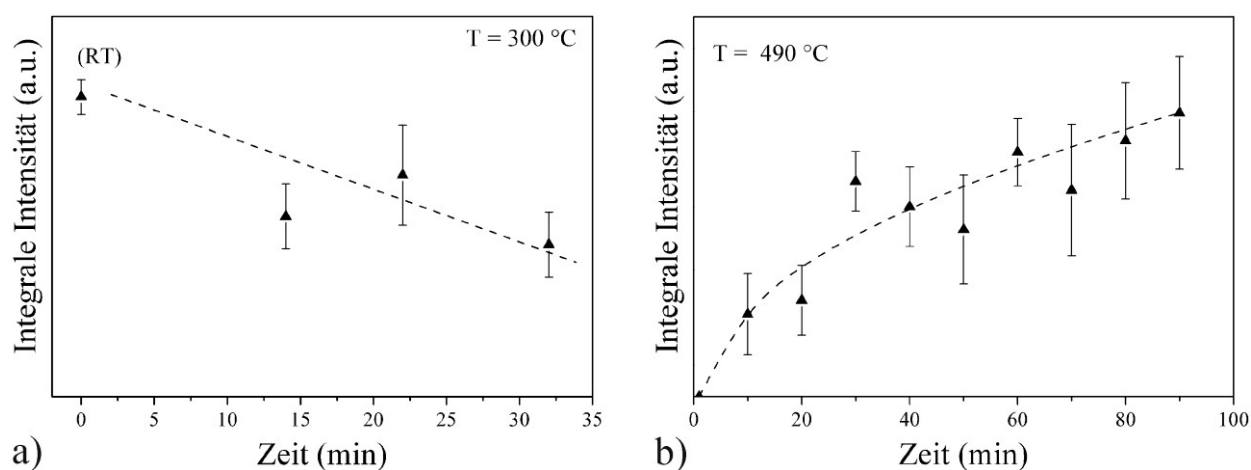 T = 300 °C
(RT)
Integrale Intensität (a.u.)
0 5 10 15 20 25 30 35
Zeit (min)
a)
T = 490 °C
Integrale Intensität (a.u.)
0 20 40 60 80 100
Zeit (min)
b)